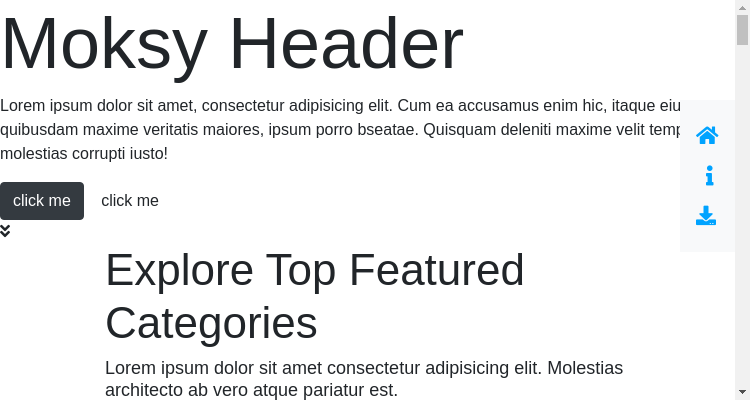 Moksy Header
Lorem ipsum dolor sit amet, consectetur adipisicing elit. Cum ea accusamus enim hic, itaque eiu
quibusdam maxime veritatis maiores, ipsum porro bseatae. Quisquam deleniti maxime velit temp
molestias corrupti iusto!
click me click me
Explore Top Featured
Categories
Lorem ipsum dolor sit amet consectetur adipisicing elit. Molestias
architecto ab vero atque pariatur est.